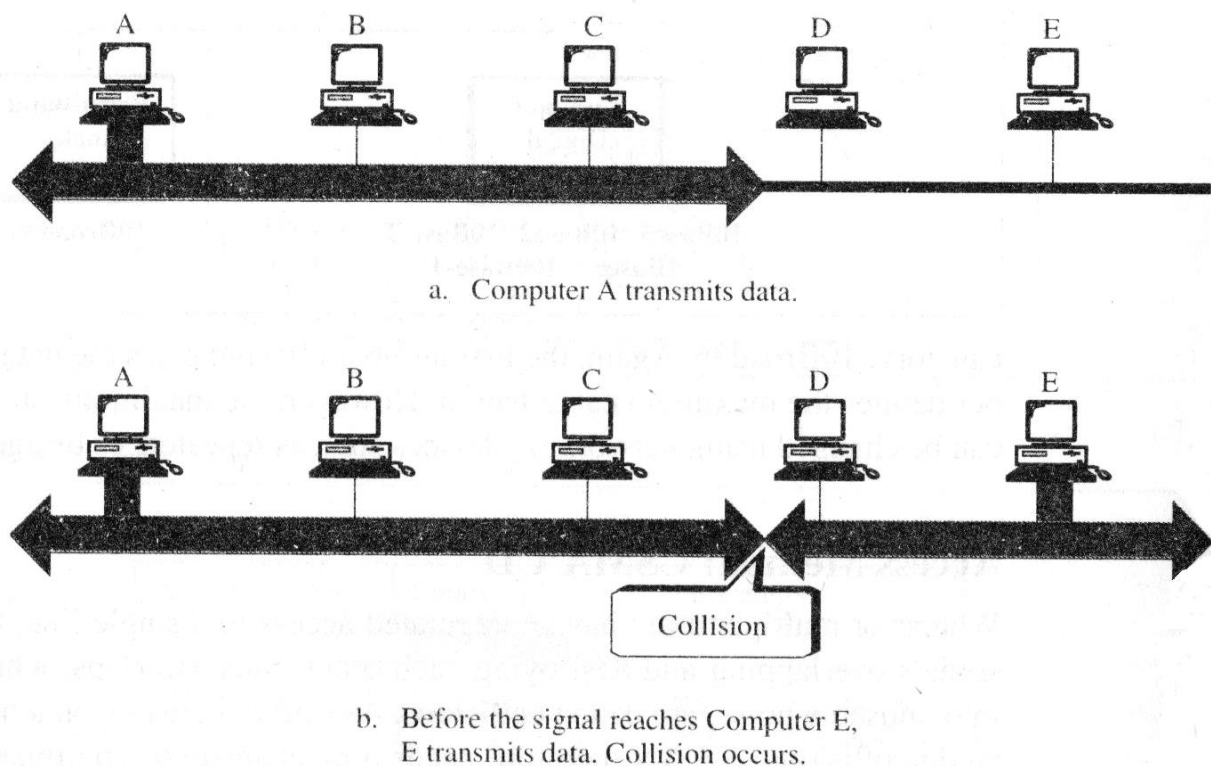 A B C D E
a. Computer A transmits data.
A B C D E
Collision
b. Before the signal reaches Computer E,
E transmits data. Collision occurs.